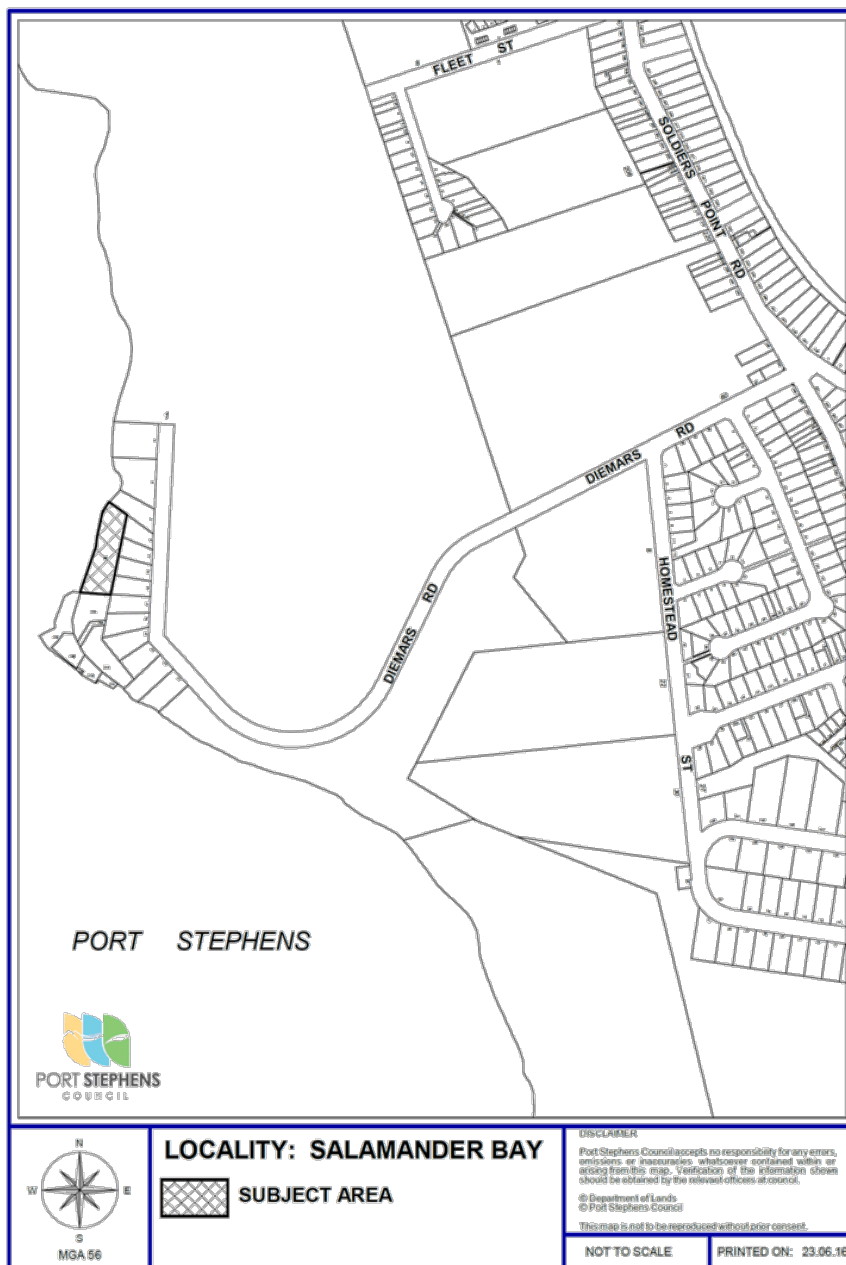 FLEET ST
SOLDIERS POINT RD
DIEMARS RD
HOMESTEAD ST
DIEMARS RD
PORT STEPHENS
PORT STEPHENS
COUNCIL
N
W E
S
MGA 56
LOCALITY: SALAMANDER BAY
SUBJECT AREA
DISCLAIMER
Port Stephens Council accepts no responsibility for any errors,
omissions or inaccuracies whatsoever contained within or
arising from this map. Verification of the information shown
should be obtained by the relevant officers at council.
© Department of Lands
© Port Stephens Council
This map is not to be reproduced without prior consent.
NOT TO SCALE
PRINTED ON: 23.06.16